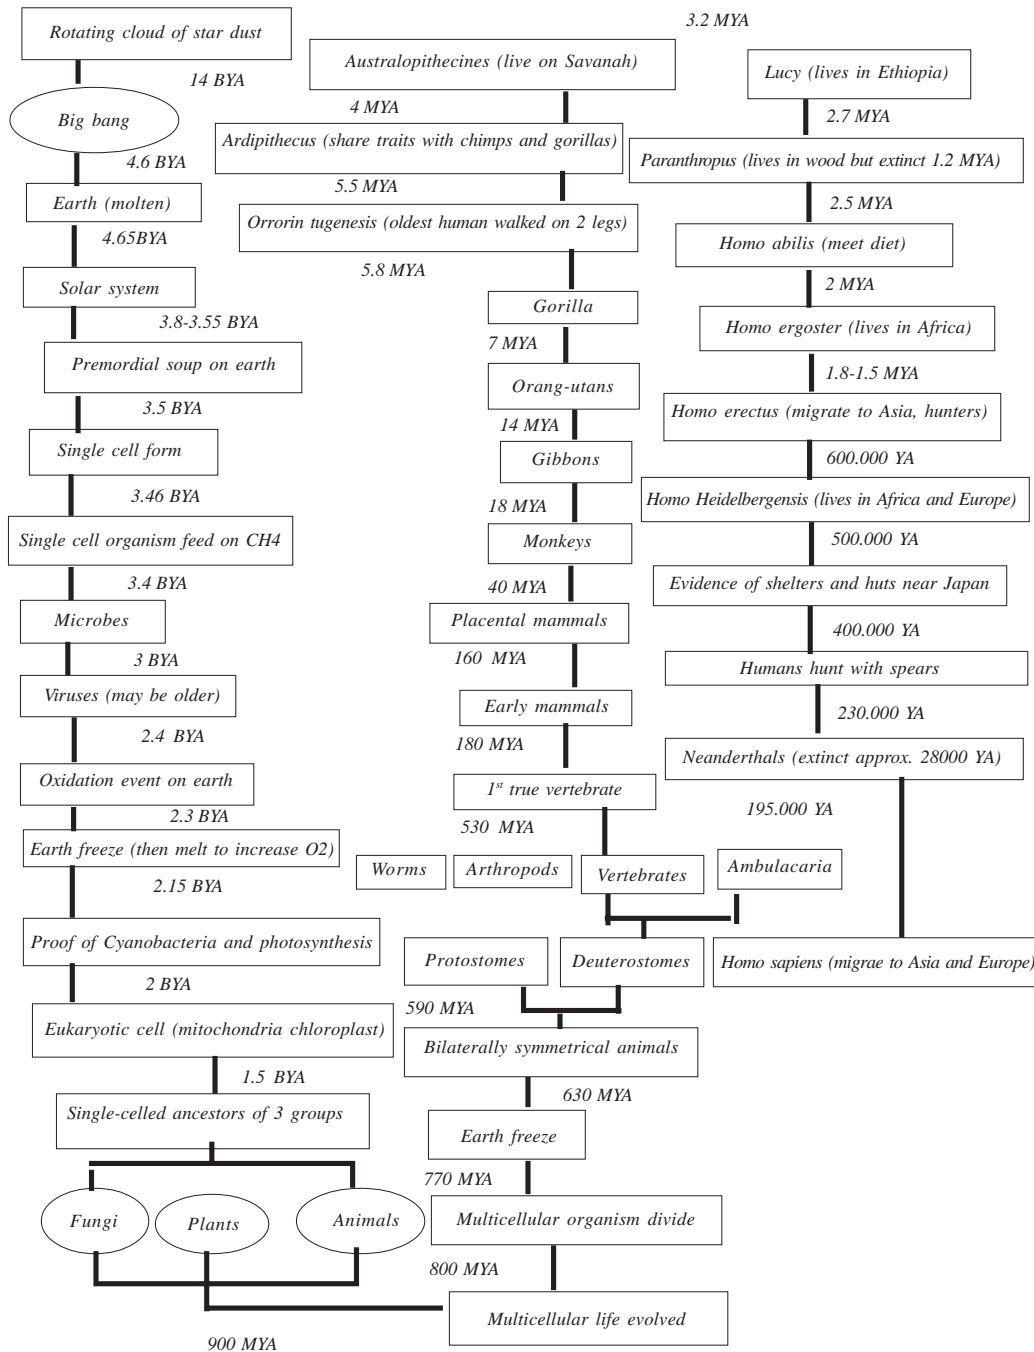 Rotating cloud of star dust
14 BYA
Big bang
4.6 BYA
Earth (molten)
4.65BYA
Solar system
3.8-3.55 BYA
Premordial soup on earth
3.5 BYA
Single cell form
3.46 BYA
Single cell organism feed on CH4
3.4 BYA
Microbes
3 BYA
Viruses (may be older)
2.4 BYA
Oxidation event on earth
2.3 BYA
Earth freeze (then melt to increase O2)
2.15 BYA
Proof of Cyanobacteria and photosynthesis
2 BYA
Eukaryotic cell (mitochondria chloroplast)
1.5 BYA
Single-celled ancestors of 3 groups
Fungi
Plants
Animals
900 MYA
3.2 MYA
Australopithecines (live on Savanah)
4 MYA
Ardipithecus (share traits with chimps and gorillas)
5.5 MYA
Orrorin tugenesis (oldest human walked on 2 legs)
5.8 MYA
Gorilla
7 MYA
Orang-utans
14 MYA
Gibbons
18 MYA
Monkeys
40 MYA
Placental mammals
160 MYA
Early mammals
180 MYA
1st true vertebrate
530 MYA
Worms
Arthropods
Vertebrates
Ambulacaria
Protostomes
Deuterostomes
590 MYA
Bilaterally symmetrical animals
630 MYA
Earth freeze
770 MYA
Multicellular organism divide
800 MYA
Multicellular life evolved
Lucy (lives in Ethiopia)
2.7 MYA
Paranthropus (lives in wood but extinct 1.2 MYA)
2.5 MYA
Homo abilis (meet diet)
2 MYA
Homo ergoster (lives in Africa)
1.8-1.5 MYA
Homo erectus (migrate to Asia, hunters)
600.000 YA
Homo Heidelbergensis (lives in Africa and Europe)
500.000 YA
Evidence of shelters and huts near Japan
400.000 YA
Humans hunt with spears
230.000 YA
Neanderthals (extinct approx. 28000 YA)
195.000 YA
Homo sapiens (migrae to Asia and Europe)